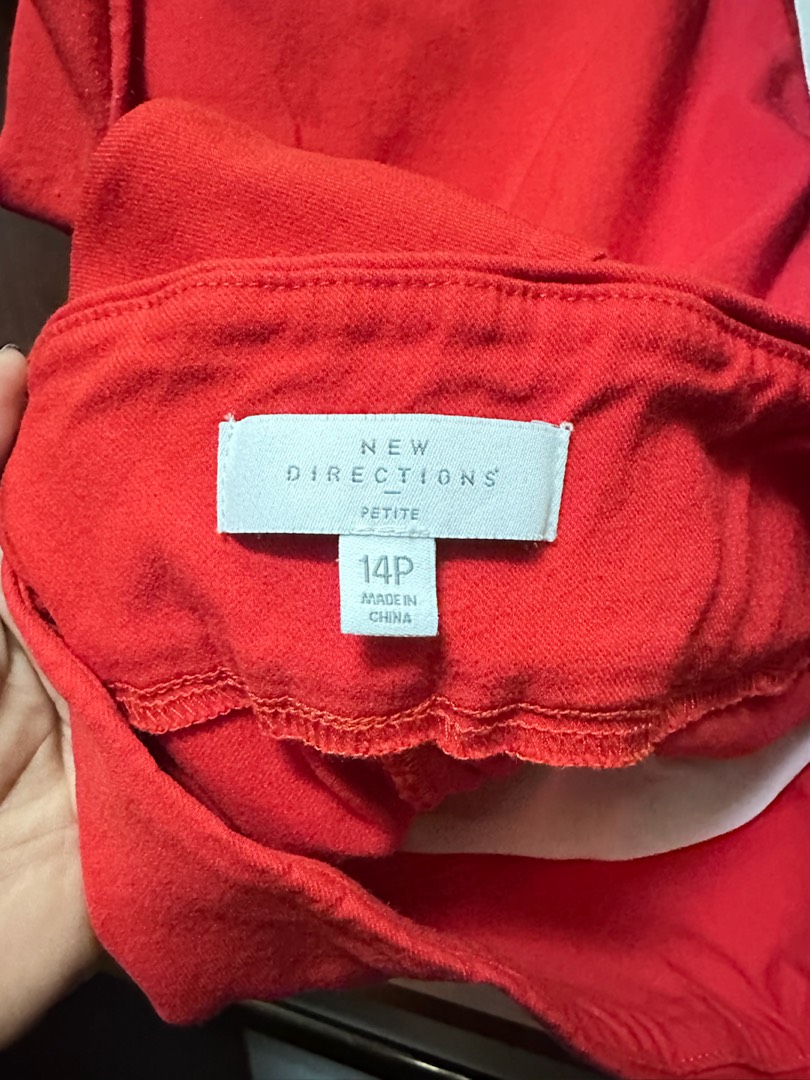 NEW
DIRECTIONS
PETITE
14P
MADE IN
CHINA